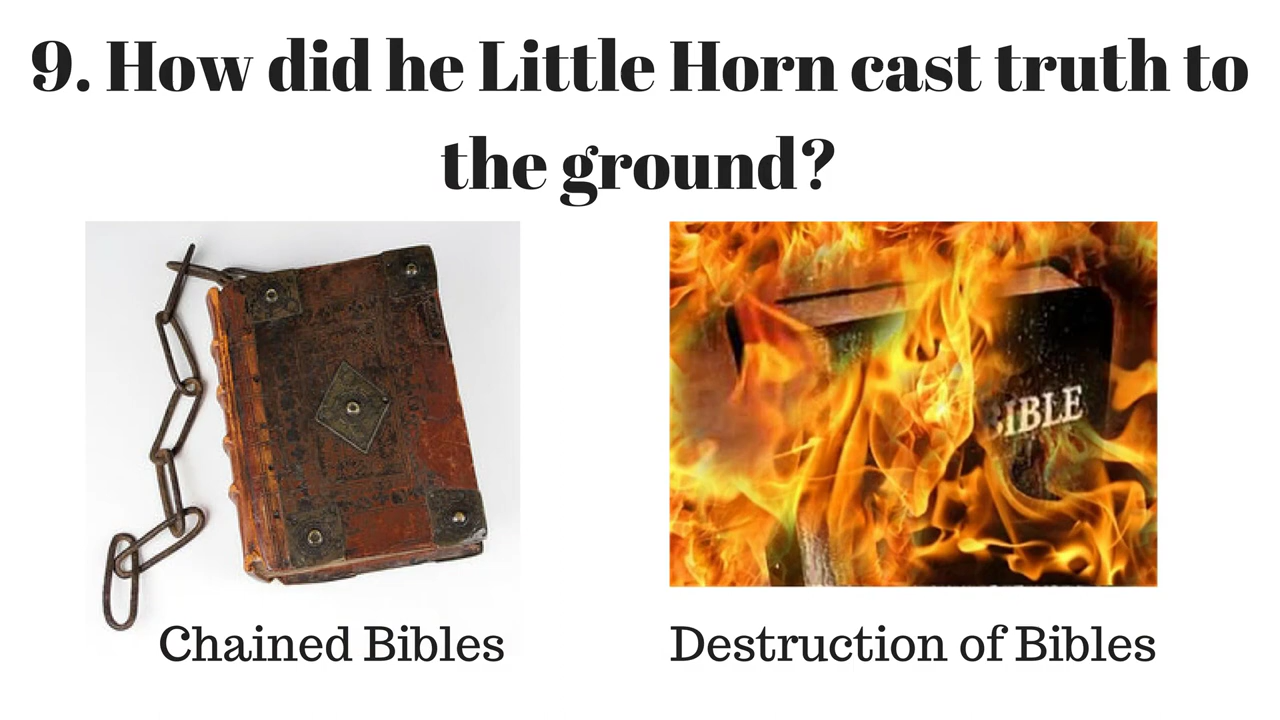 9. How did he Little Horn cast truth to
the ground?
BIBLE
Chained Bibles
Destruction of Bibles